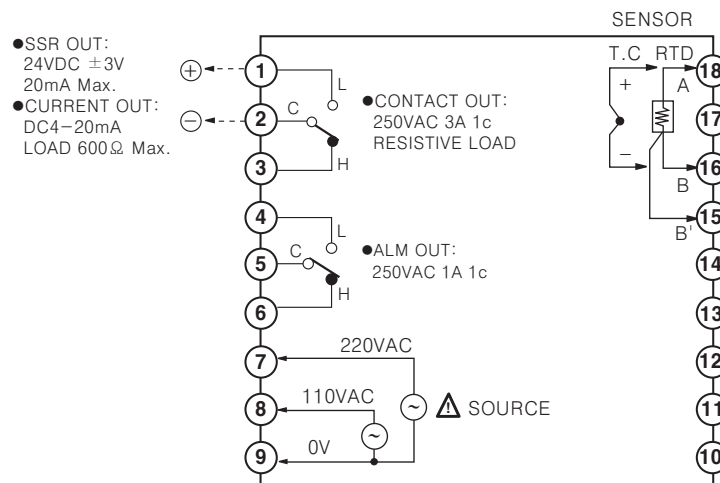 SENSOR
●SSR OUT:
24VDC ±3V
20mA Max.
●CURRENT OUT:
DC4-20mA
LOAD 600Ω Max.
+
−
1
2
3
L
C
H
●CONTACT OUT:
250VAC 3A 1c
RESISTIVE LOAD
T.C RTD
+
−
A
B
B'
18
17
16
15
4
5
6
L
C
H
●ALM OUT:
250VAC 1A 1c
14
13
7
8
9
220VAC
110VAC
0V
~
~
! SOURCE
12
11
10